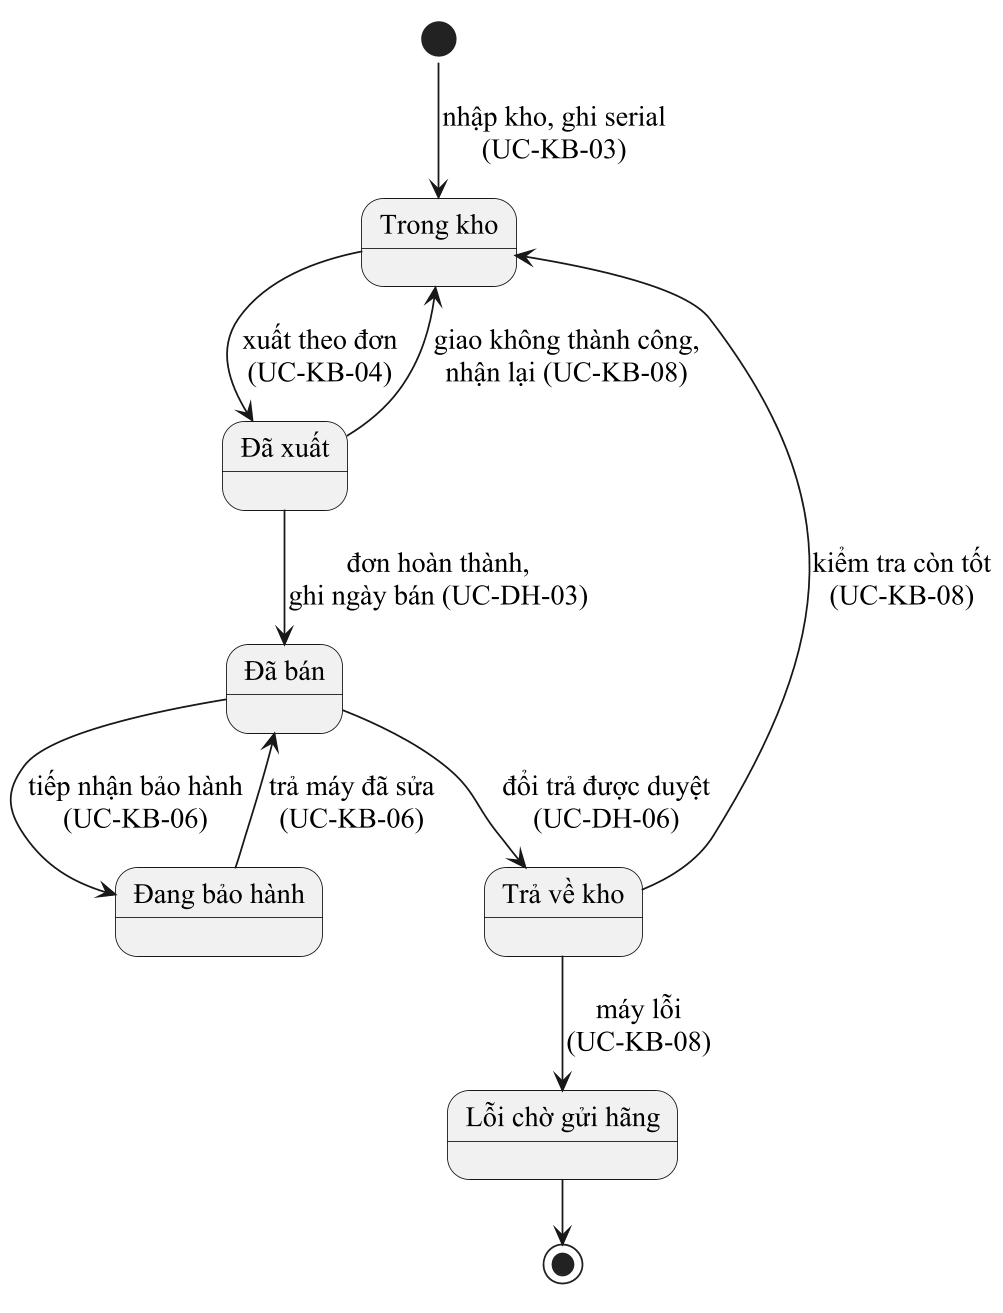 nhập kho, ghi serial
(UC-KB-03)
Trong kho
xuất theo đơn
(UC-KB-04)
giao không thành công,
nhận lại (UC-KB-08)
Đã xuất
đơn hoàn thành,
ghi ngày bán (UC-DH-03)
kiểm tra còn tốt
(UC-KB-08)
Đã bán
tiếp nhận bảo hành
(UC-KB-06)
trả máy đã sửa
(UC-KB-06)
đổi trả được duyệt
(UC-DH-06)
Đang bảo hành
Trả về kho
máy lỗi
(UC-KB-08)
Lỗi chờ gửi hãng